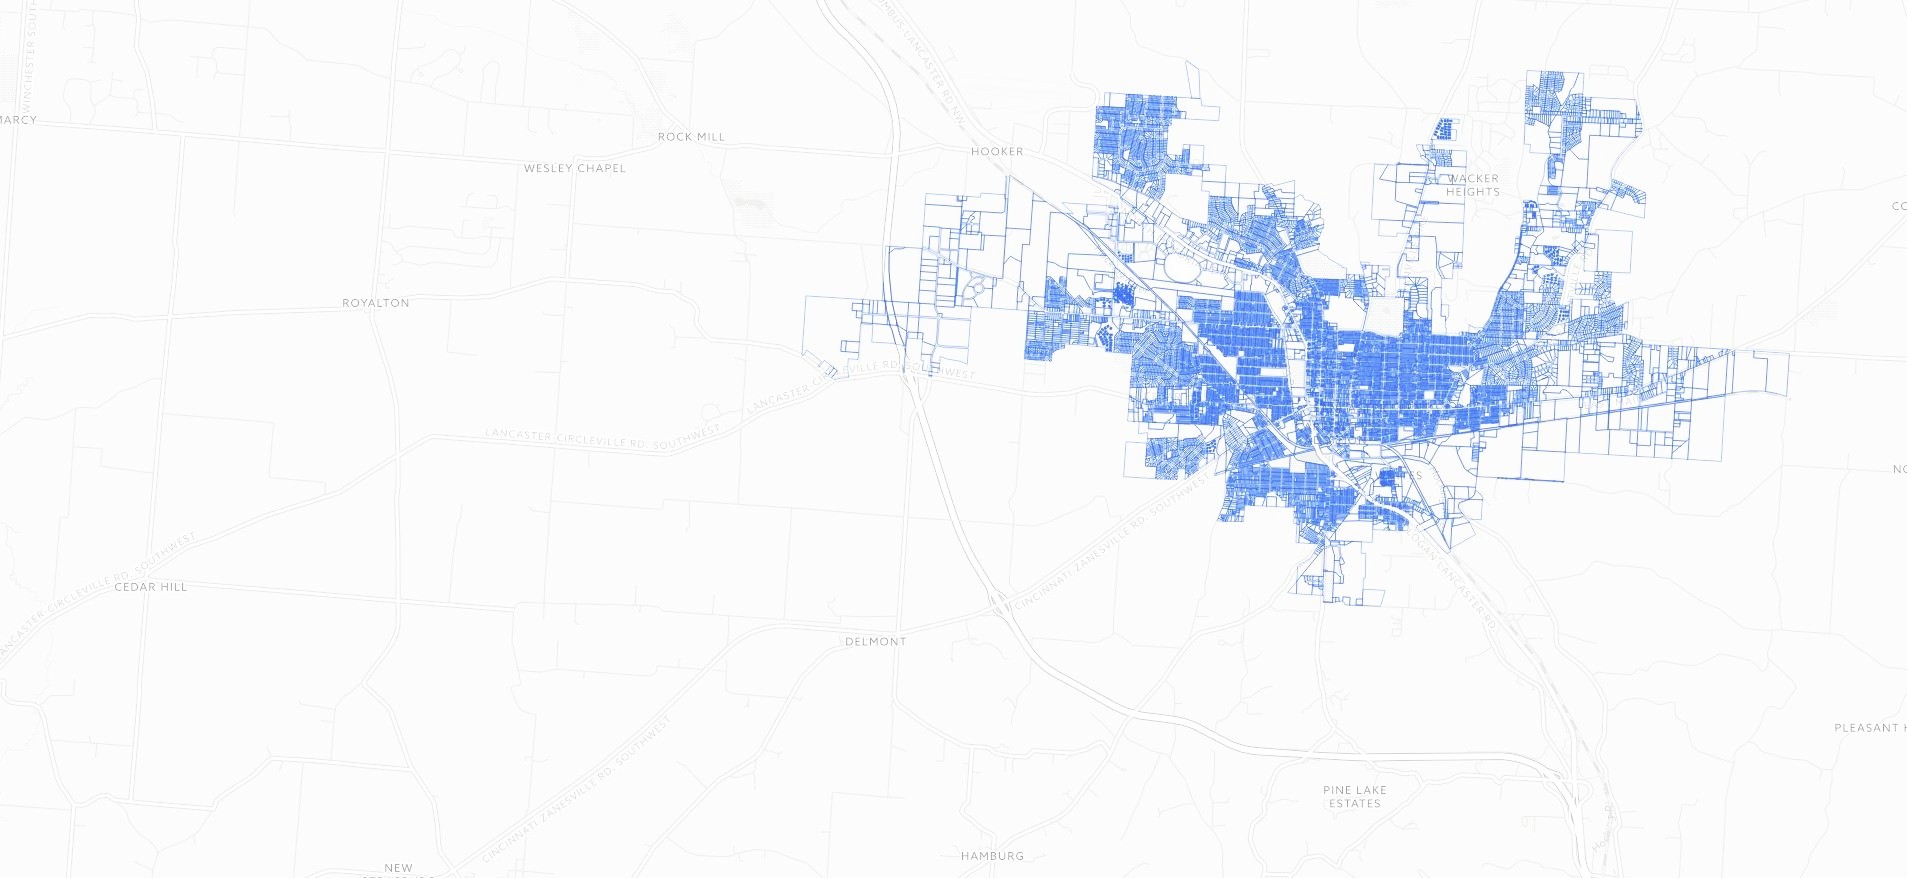 WINCHESTER SOUTH
COLUMBUS LANCASTER RD NW
MARCY
ROCK MILL
HOOKER
WESLEY CHAPEL
WACKER
HEIGHTS
ROYALTON
LANCASTER CIRCLEVILLE RD. SOUTHWEST
LANCASTER CIRCLEVILLE RD. SOUTHWEST
LANCASTER CIRCLEVILLE RD. SOUTHWEST
CINCINNATI ZANESVILLE RD. SOUTHWEST
CEDAR HILL
LOGAN LANCASTER RD
DELMONT
PLEASANT
CINCINNATI ZANESVILLE RD. SOUTHWEST
PINE LAKE
ESTATES
HAMBURG
NEW